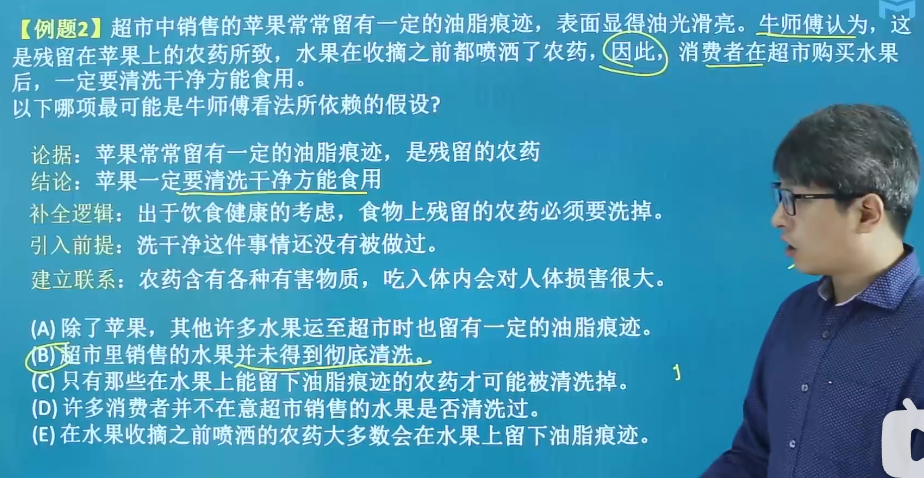 【例题2】超市中销售的苹果常常留有一定的油脂痕迹，表面显得油光滑亮。牛师傅认为，这
是残留在苹果上的农药所致，水果在收摘之前都喷洒了农药，因此，消费者在超市购买水果
后，一定要清洗干净方能食用。
以下哪项最可能是牛师傅看法所依赖的假设?
论据：苹果常常留有一定的油脂痕迹，是残留的农药
结论：苹果一定要清洗干净方能食用
补全逻辑：出于饮食健康的考虑，食物上残留的农药必须要洗掉。
引入前提：洗干净这件事情还没有被做过。
建立联系：农药含有各种有害物质，吃入体内会对人体损害很大。
(A) 除了苹果，其他许多水果运至超市时也留有一定的油脂痕迹。
(B) 超市里销售的水果并未得到彻底清洗。
(C) 只有那些在水果上能留下油脂痕迹的农药才可能被清洗掉。
(D) 许多消费者并不在意超市销售的水果是否清洗过。
(E) 在水果收摘之前喷洒的农药大多数会在水果上留下油脂痕迹。